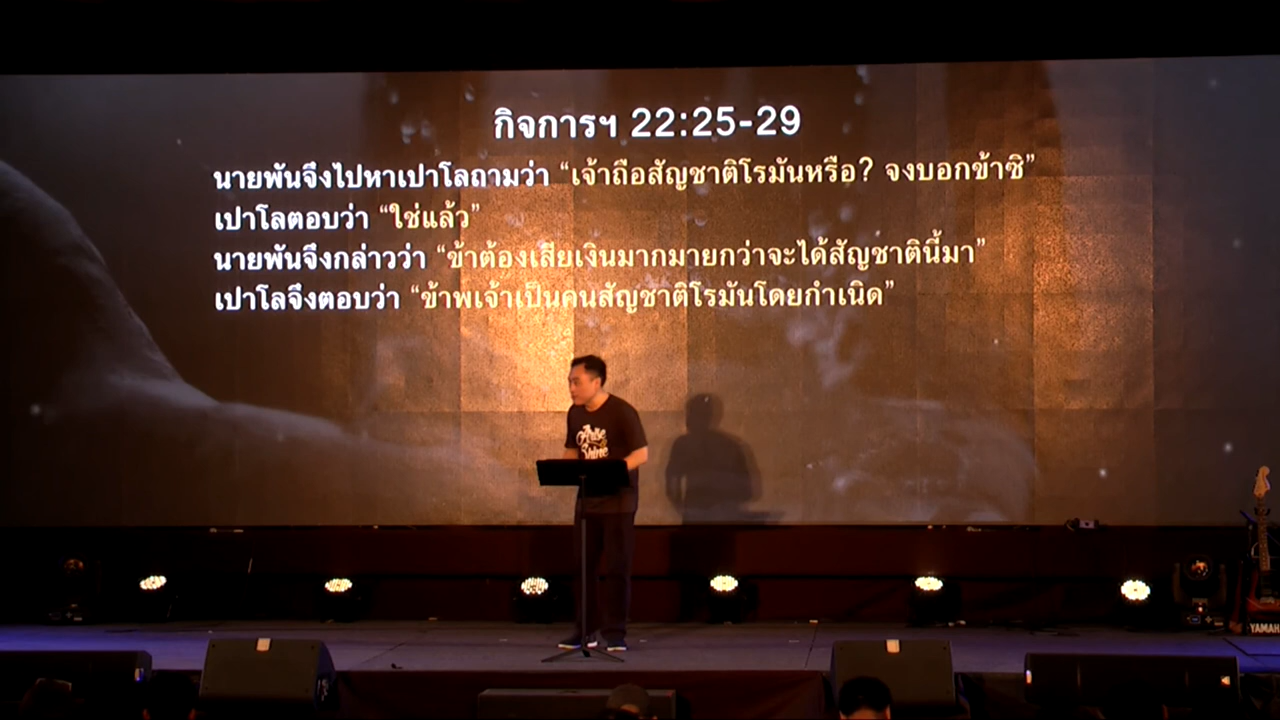 กิจการฯ 22:25-29
นายพันจึงไปหาเปาโลถามว่า “เจ้าถือสัญชาติโรมันหรือ? จงบอกข้าซิ”
เปาโลตอบว่า “ใช่แล้ว”
นายพันจึงกล่าวว่า “ข้าต้องเสียเงินมากมายกว่าจะได้สัญชาตินี้มา”
เปาโลจึงตอบว่า “ข้าพเจ้าเป็นคนสัญชาติโรมันโดยกำเนิด”
Arise
Shine
YAMAH